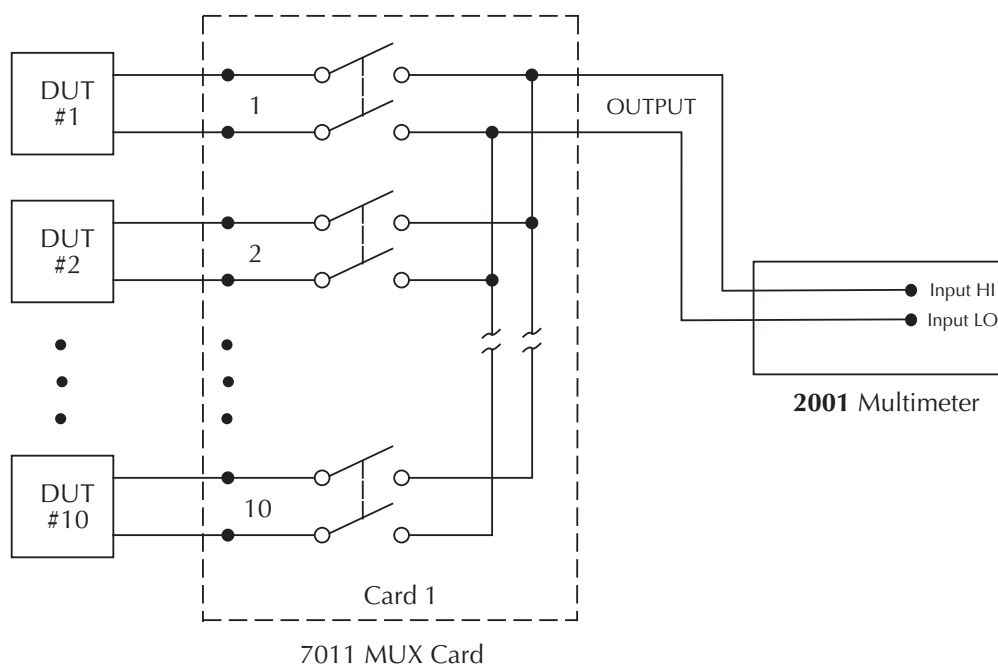 DUT
#1
1
OUTPUT
DUT
#2
2
Input HI
Input LO
2001 Multimeter
DUT
#10
10
Card 1
7011 MUX Card